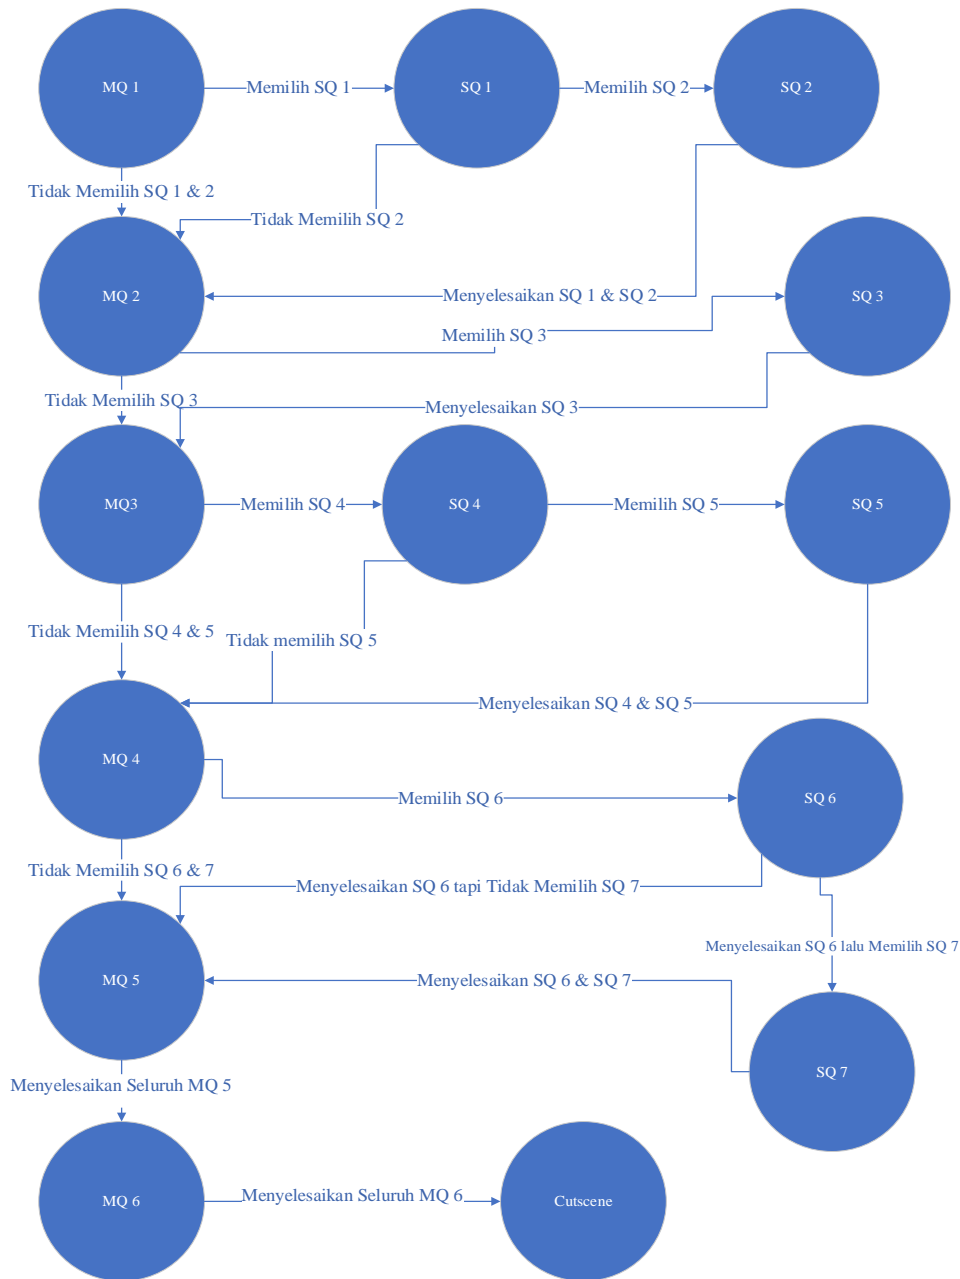 MQ 1
Memilih SQ 1
SQ 1
Memilih SQ 2
SQ 2
Tidak Memilih SQ 1 & 2
Tidak Memilih SQ 2
MQ 2
Menyelesaikan SQ 1 & SQ 2
SQ 3
Memilih SQ 3
Tidak Memilih SQ 3
Menyelesaikan SQ 3
MQ3
Memilih SQ 4
SQ 4
Memilih SQ 5
SQ 5
Tidak Memilih SQ 4 & 5
Tidak memilih SQ 5
Menyelesaikan SQ 4 & SQ 5
MQ 4
Memilih SQ 6
SQ 6
Tidak Memilih SQ 6 & 7
Menyelesaikan SQ 6 tapi Tidak Memilih SQ 7
Menyelesaikan SQ 6 lalu Memilih SQ 7
MQ 5
Menyelesaikan SQ 6 & SQ 7
SQ 7
Menyelesaikan Seluruh MQ 5
MQ 6
Menyelesaikan Seluruh MQ 6
Cutscene